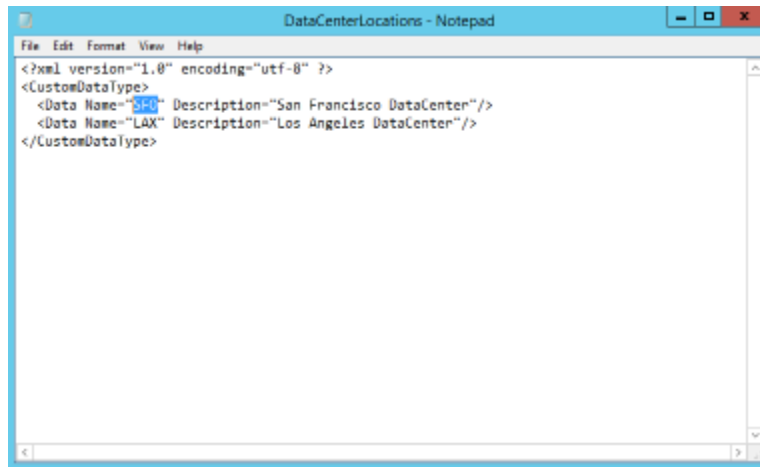 DataCenterLocations - Notepad
File Edit Format View Help
<?xml version="1.0" encoding="utf-8" ?>
<CustomDataType>
  <Data Name="SFO" Description="San Francisco DataCenter"/>
  <Data Name="LAX" Description="Los Angeles DataCenter"/>
</CustomDataType>